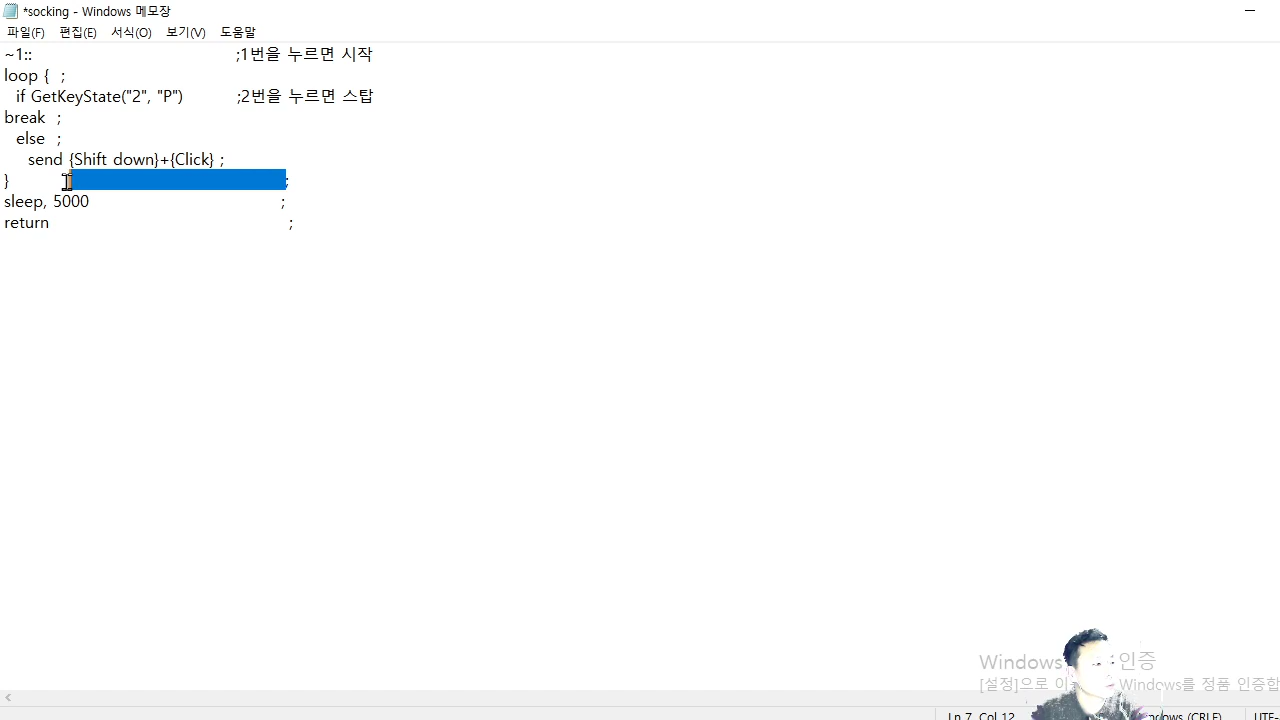 *socking - Windows 메모장
파일(F) 편집(E) 서식(O) 보기(V) 도움말
~1:: ;1번을 누르면 시작
loop { ;
if GetKeyState("2", "P") ;2번을 누르면 스탑
break ;
else ;
send {Shift down}+{Click} ;
} ;
sleep, 5000 ;
return ;
Windows 인증
[설정]으로 이 Windows를 정품 인증합
Ln 7, Col 12 (CRLF) UTF-